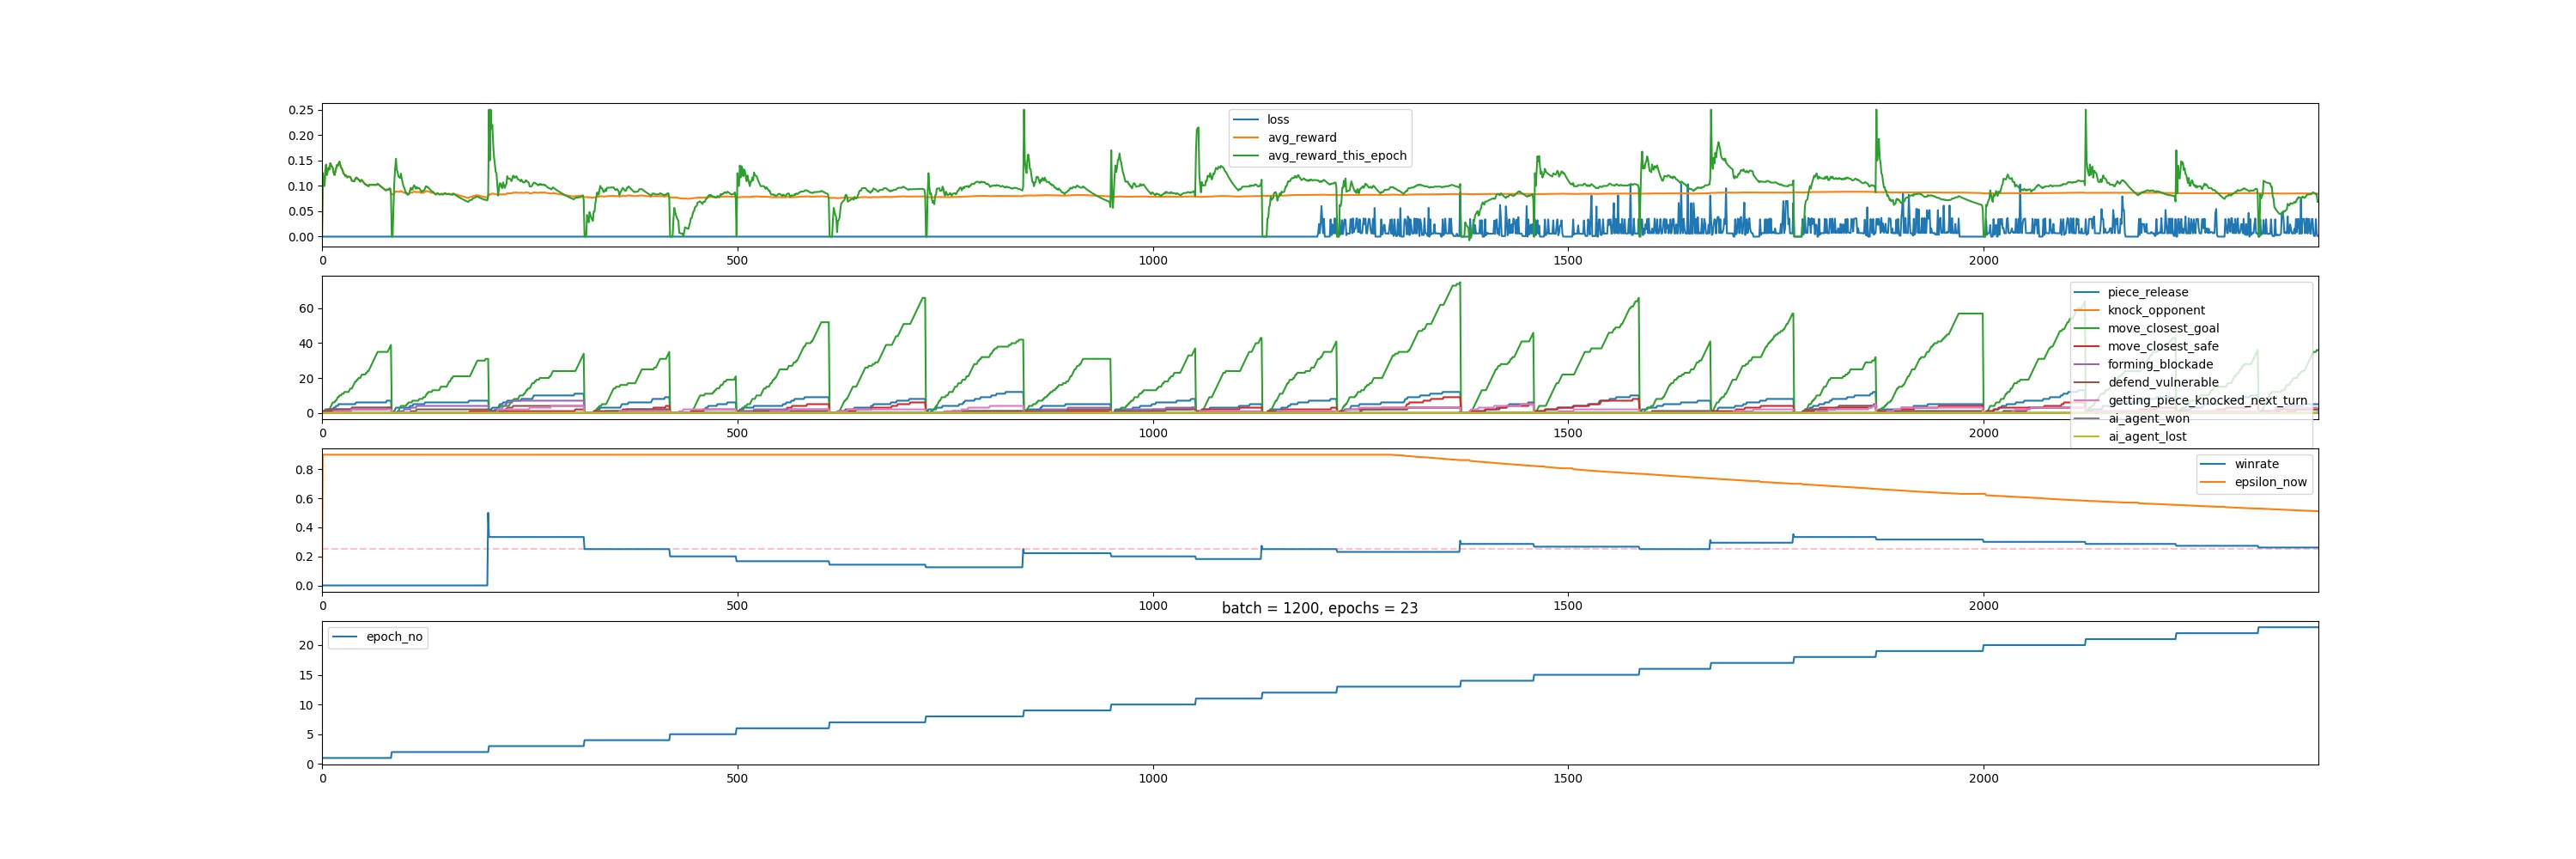 0.25
0.20
0.15
0.10
0.05
0.00
loss
avg_reward
avg_reward_this_epoch
0 500 1000 1500 2000
60
40
20
0
piece_release
knock_opponent
move_closest_goal
move_closest_safe
forming_blockade
defend_vulnerable
getting_piece_knocked_next_turn
ai_agent_won
ai_agent_lost
0 500 1000 1500 2000
0.8
0.6
0.4
0.2
0.0
winrate
epsilon_now
0 500 1000 1500 2000
batch = 1200, epochs = 23
20
15
10
5
0
epoch_no
0 500 1000 1500 2000